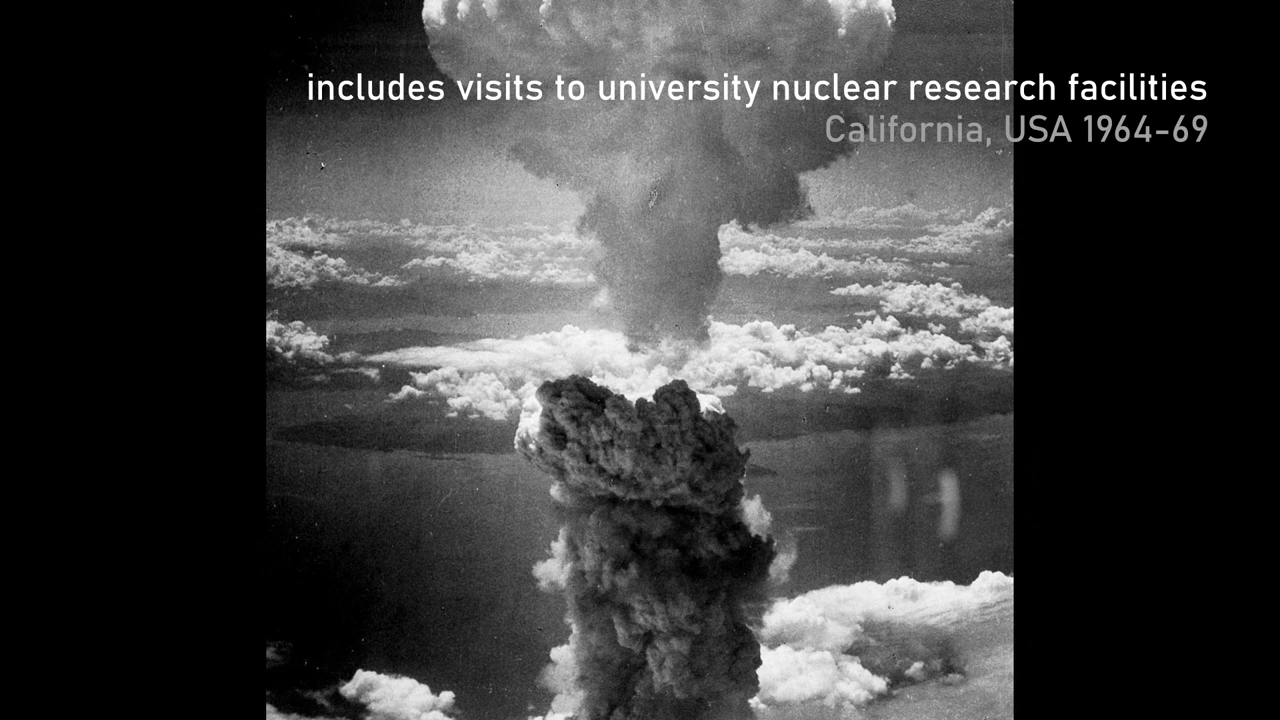 includes visits to university nuclear research facilities
California, USA 1964-69